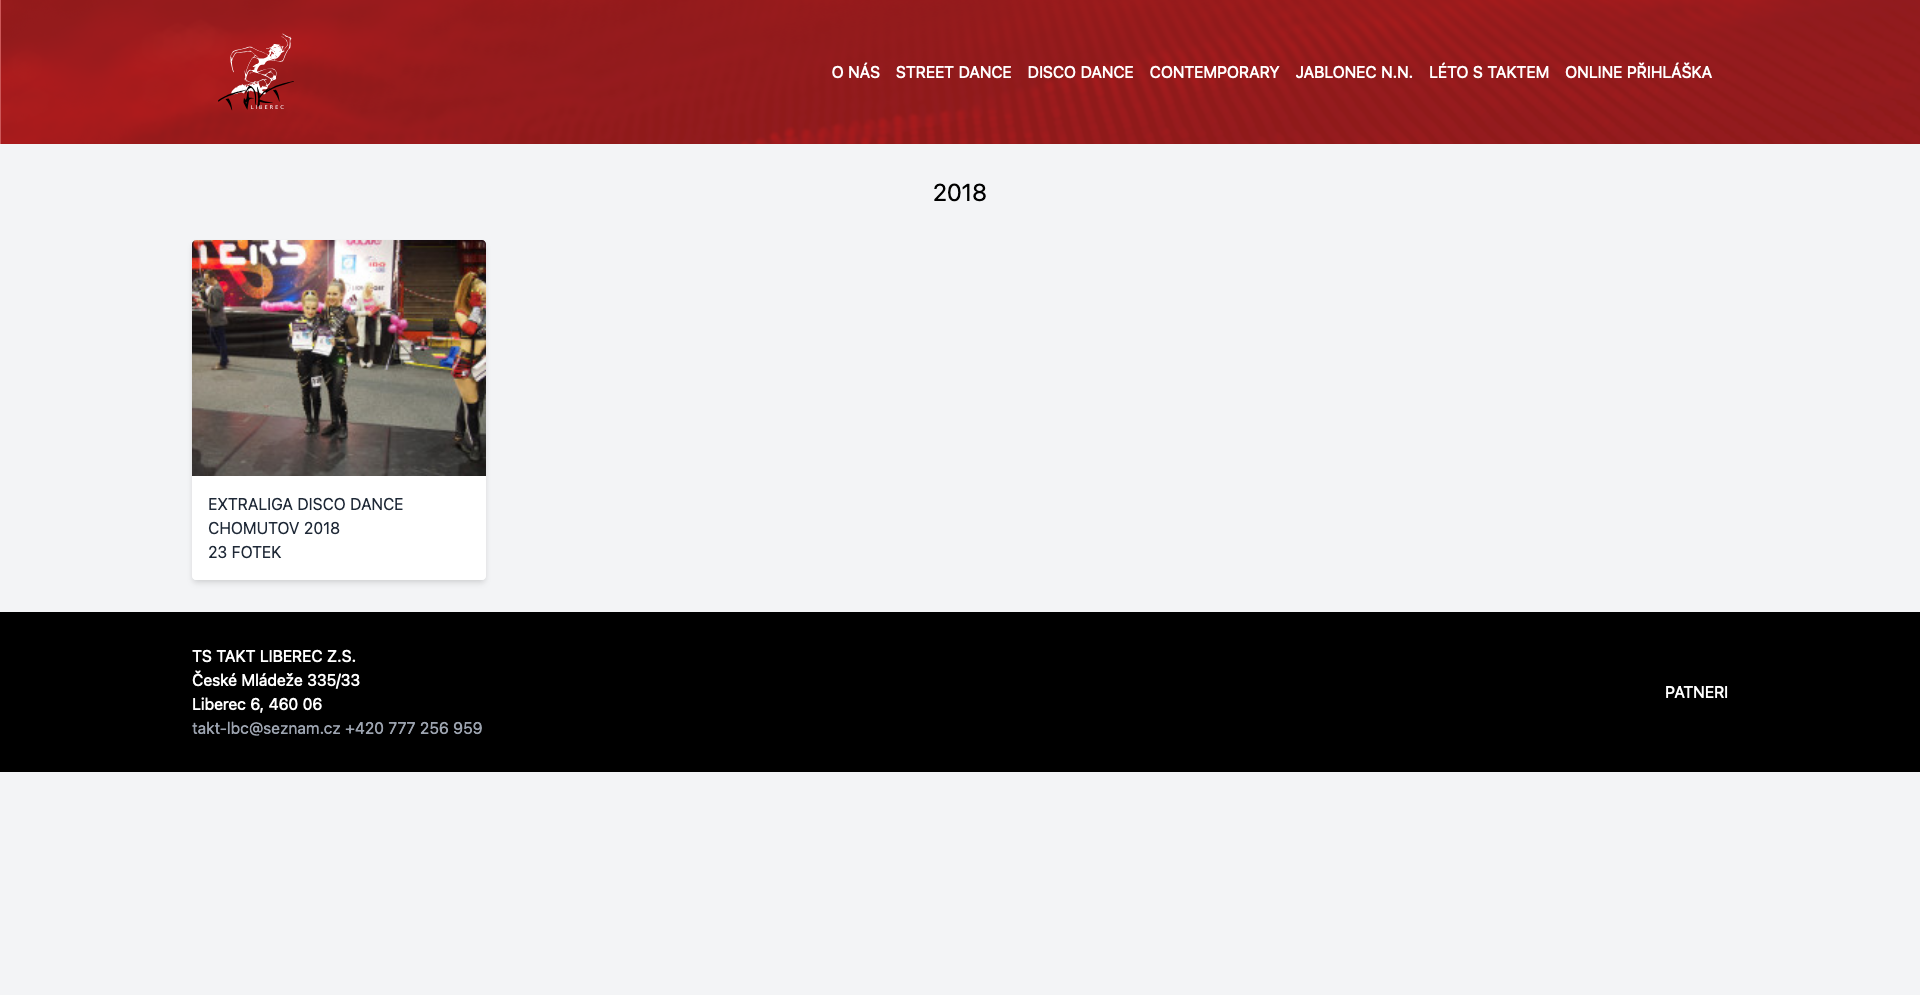 TAKT
LIBEREC
O NÁS STREET DANCE DISCO DANCE CONTEMPORARY JABLONEC N.N. LÉTO S TAKTEM ONLINE PŘIHLÁŠKA
2018
TERS
EXTRALIGA DISCO DANCE
CHOMUTOV 2018
23 FOTEK
TS TAKT LIBEREC Z.S.
České Mládeže 335/33
Liberec 6, 460 06
takt-lbc@seznam.cz +420 777 256 959
PATNERI